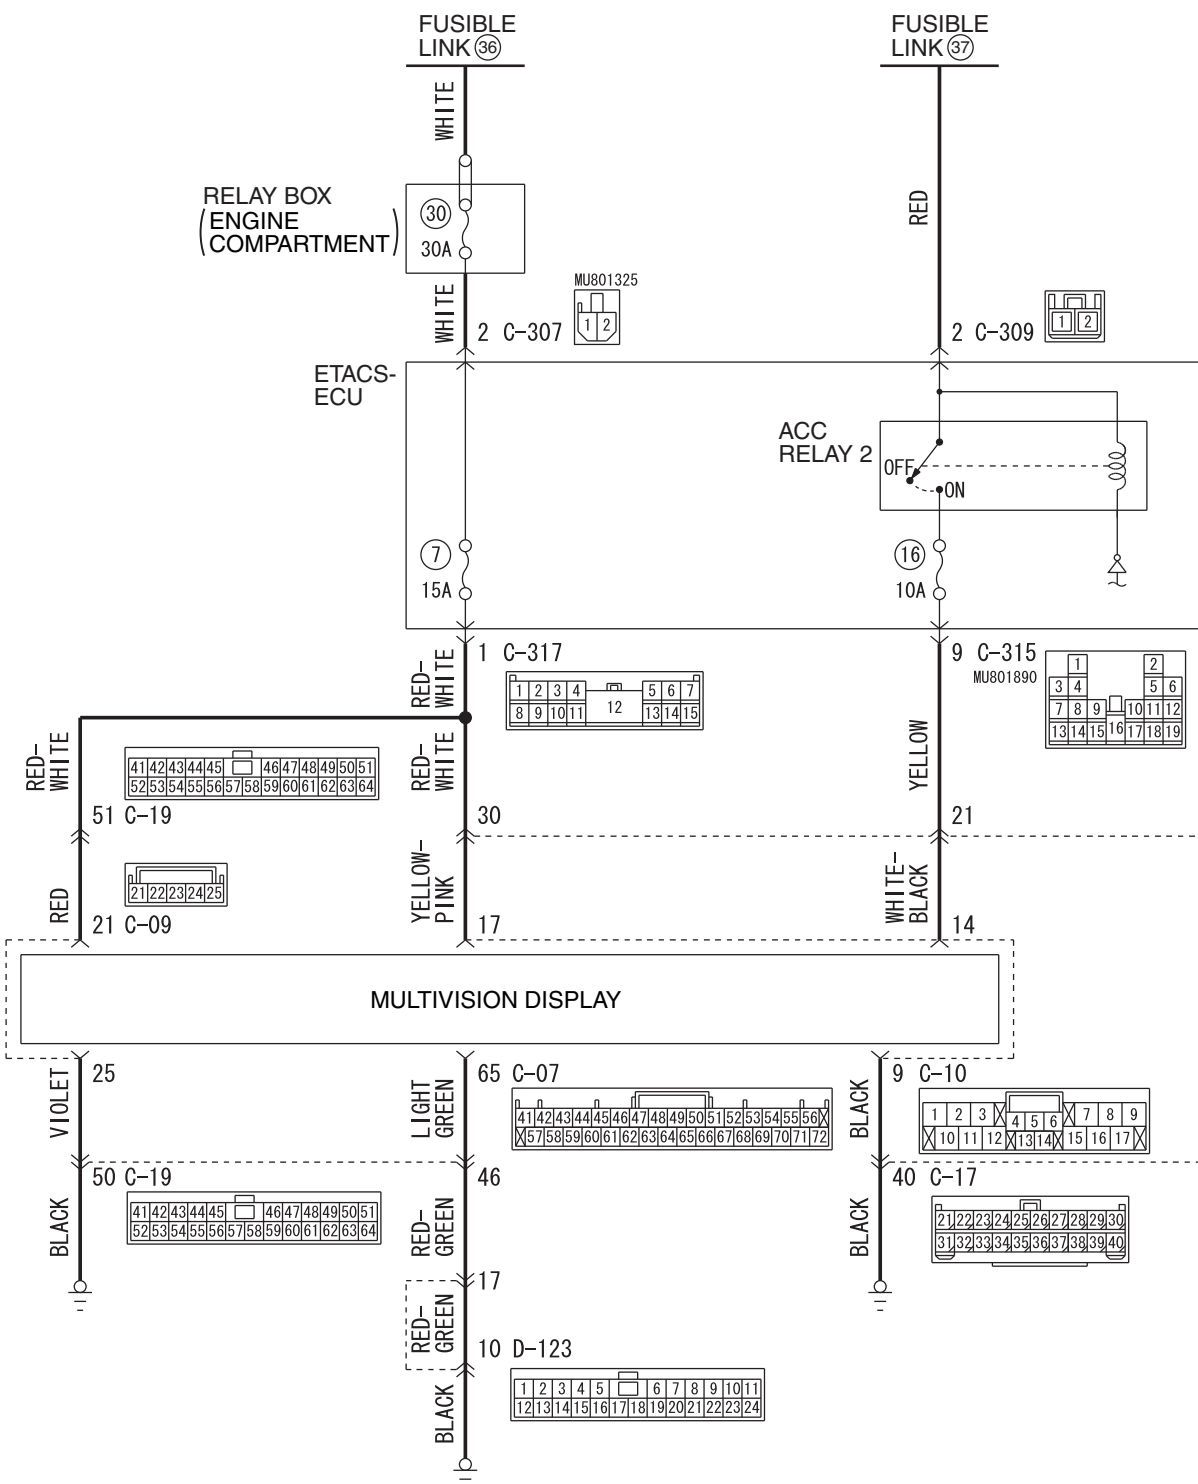 FUSIBLE
LINK 36
FUSIBLE
LINK 37
WHITE
RED
RELAY BOX
(ENGINE
COMPARTMENT)
30
30A
WHITE
MU801325
1 2
2 C-307
2 C-309
1 2
ETACS-
ECU
ACC
RELAY 2
OFF
ON
7
15A
16
10A
RED-
WHITE
1 C-317
1 2 3 4 5 6 7
8 9 10 11 12 13 14 15
9 C-315
MU801890
1 2
3 4 5 6
7 8 9 10 11 12
13 14 15 16 17 18 19
RED-
WHITE
41 42 43 44 45 46 47 48 49 50 51
52 53 54 55 56 57 58 59 60 61 62 63 64
RED-
WHITE
YELLOW
51 C-19
30
21
RED
21 22 23 24 25
21 C-09
YELLOW-
PINK
17
WHITE-
BLACK
14
MULTIVISION DISPLAY
VIOLET
25
LIGHT
GREEN
65 C-07
41 42 43 44 45 46 47 48 49 50 51 52 53 54 55 56
57 58 59 60 61 62 63 64 65 66 67 68 69 70 71 72
BLACK
9 C-10
1 2 3 4 5 6 7 8 9
10 11 12 13 14 15 16 17
50 C-19
46
40 C-17
BLACK
41 42 43 44 45 46 47 48 49 50 51
52 53 54 55 56 57 58 59 60 61 62 63 64
RED-
GREEN
BLACK
21 22 23 24 25 26 27 28 29 30
31 32 33 34 35 36 37 38 39 40
17
RED-
GREEN
10 D-123
BLACK
1 2 3 4 5 6 7 8 9 10 11
12 13 14 15 16 17 18 19 20 21 22 23 24